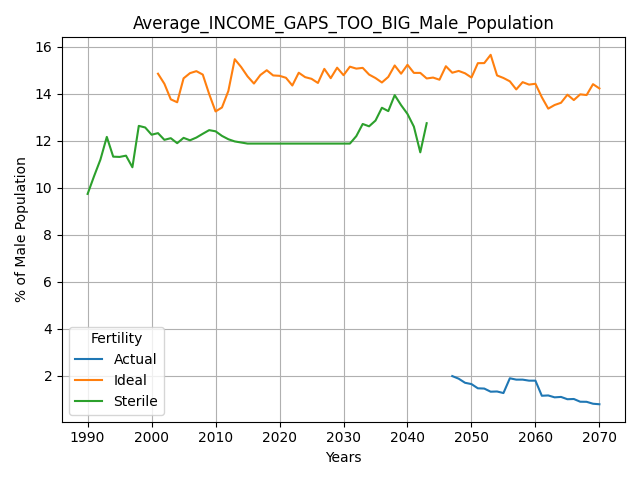 Average_INCOME_GAPS_TOO_BIG_Male_Population
% of Male Population
16
14
12
10
8
6
4
2
Fertility
Actual
Ideal
Sterile
1990 2000 2010 2020 2030 2040 2050 2060 2070
Years